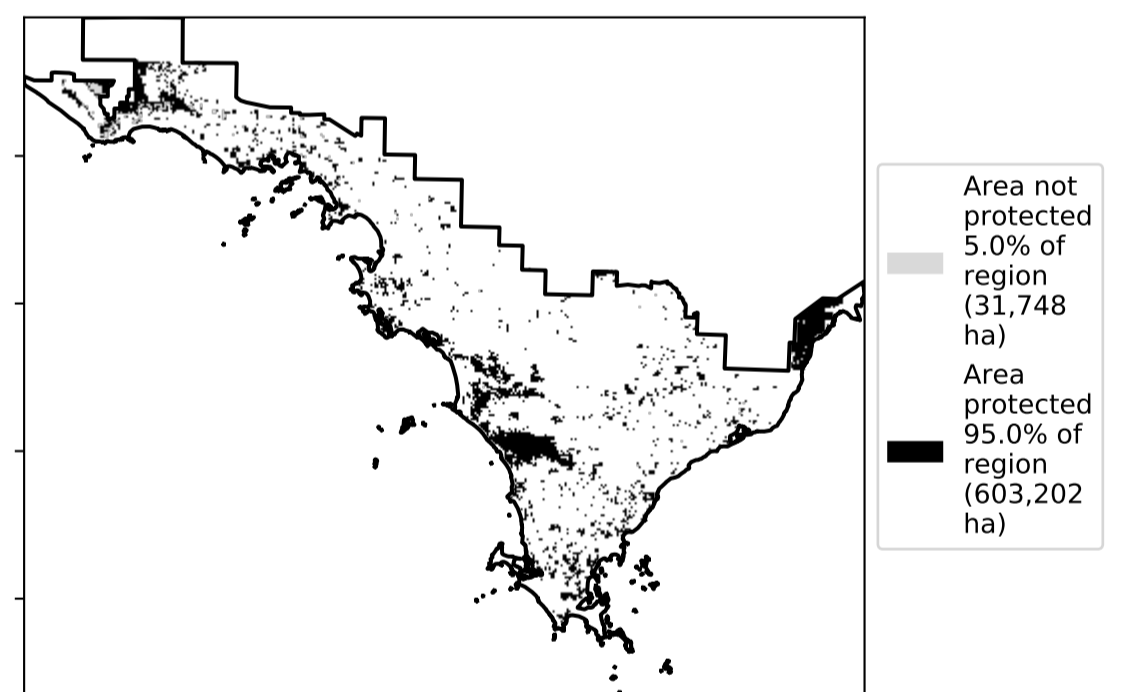 Area not
protected
5.0% of
region
(31,748
ha)
Area
protected
95.0% of
region
(603,202
ha)